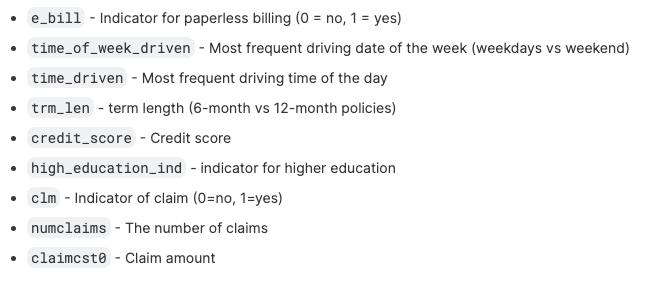 e_bill - Indicator for paperless billing (0 = no, 1 = yes)
time_of_week_driven - Most frequent driving date of the week (weekdays vs weekend)
time_driven - Most frequent driving time of the day
trm_len - term length (6-month vs 12-month policies)
credit_score - Credit score
high_education_ind - indicator for higher education
clm - Indicator of claim (0=no, 1=yes)
numclaims - The number of claims
claimcst0 - Claim amount